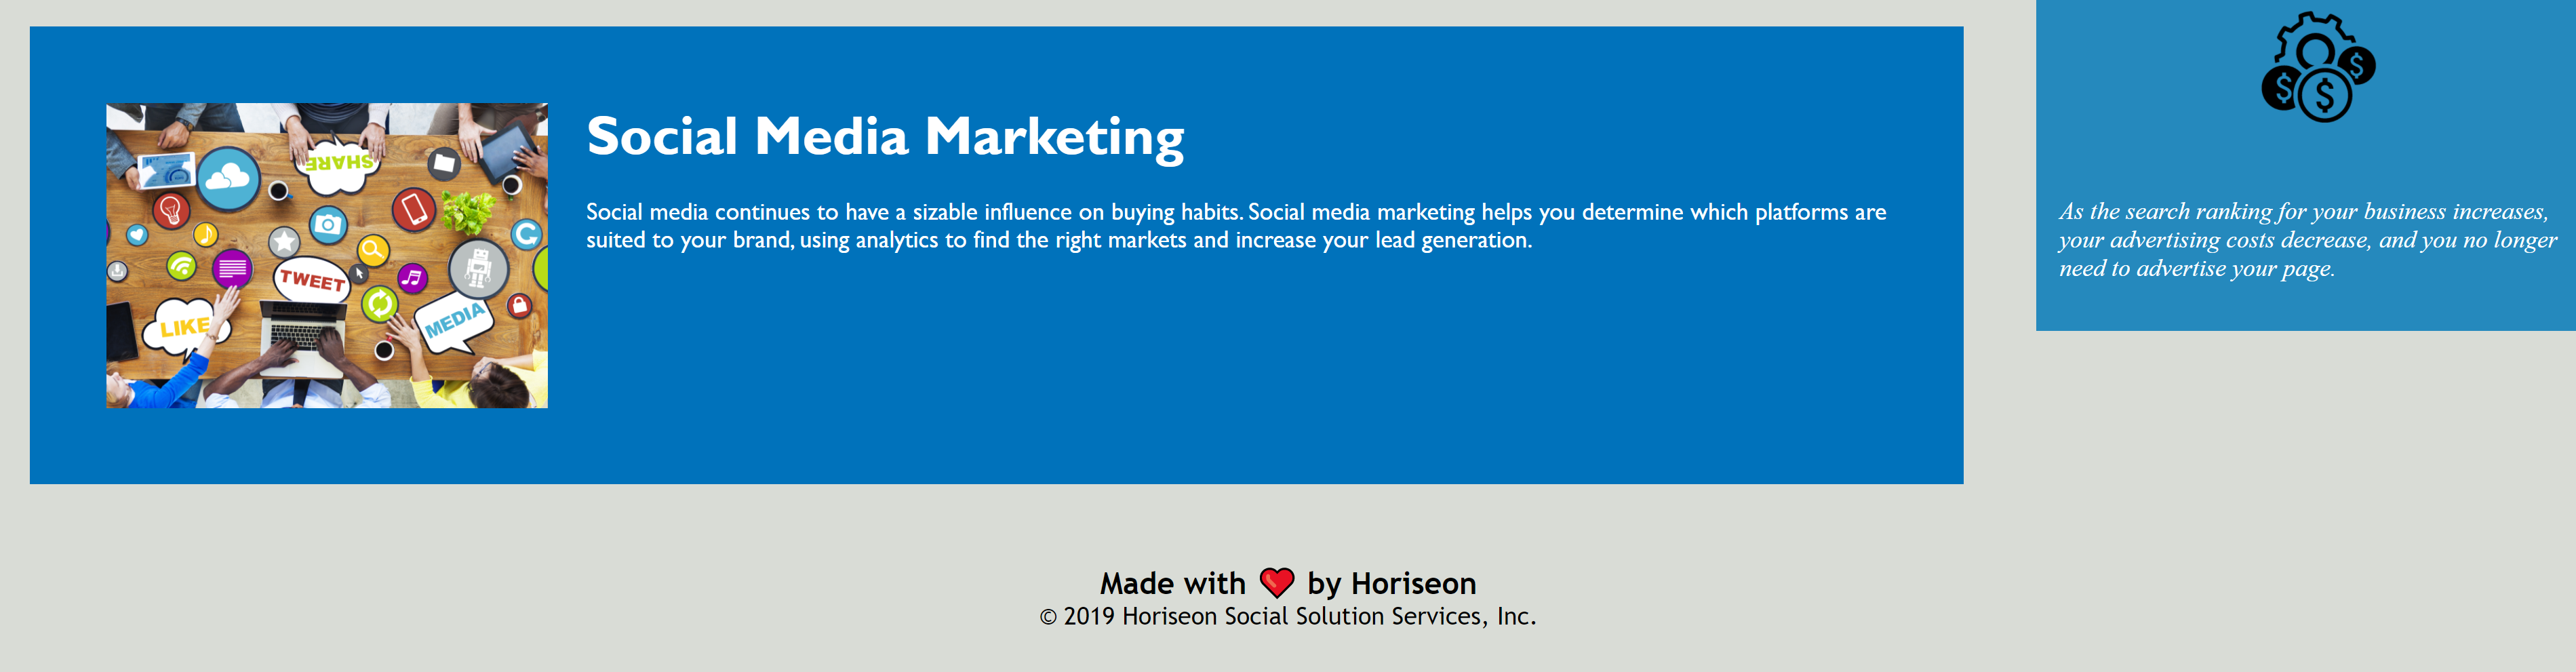 SHARE
TWEET
LIKE
MEDIA
Social Media Marketing
Social media continues to have a sizable influence on buying habits. Social media marketing helps you determine which platforms are
suited to your brand, using analytics to find the right markets and increase your lead generation.
$ $ $
As the search ranking for your business increases,
your advertising costs decrease, and you no longer
need to advertise your page.
Made with ❤️ by Horiseon
© 2019 Horiseon Social Solution Services, Inc.